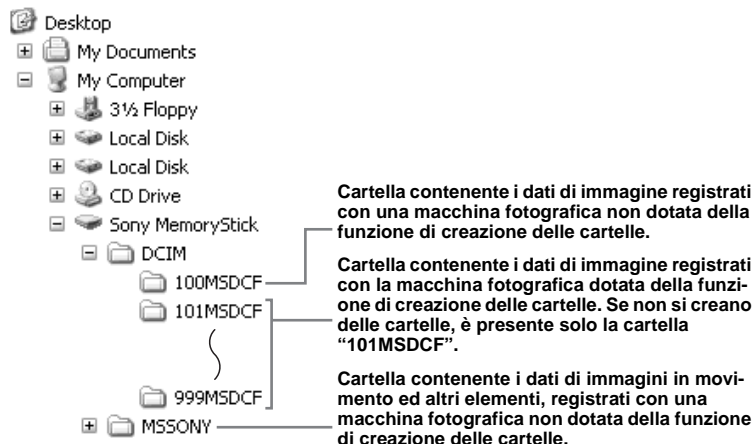 Desktop
My Documents
My Computer
3½ Floppy
Local Disk
Local Disk
CD Drive
Sony MemoryStick
DCIM
100MSDCF
101MSDCF
999MSDCF
MSSONY
Cartella contenente i dati di immagine registrati
con una macchina fotografica non dotata della
funzione di creazione delle cartelle.
Cartella contenente i dati di immagine registrati
con la macchina fotografica dotata della funzi-
one di creazione delle cartelle. Se non si creano
delle cartelle, è presente solo la cartella
“101MSDCF”.
Cartella contenente i dati di immagini in movi-
mento ed altri elementi, registrati con una
macchina fotografica non dotata della funzione
di creazione delle cartelle.